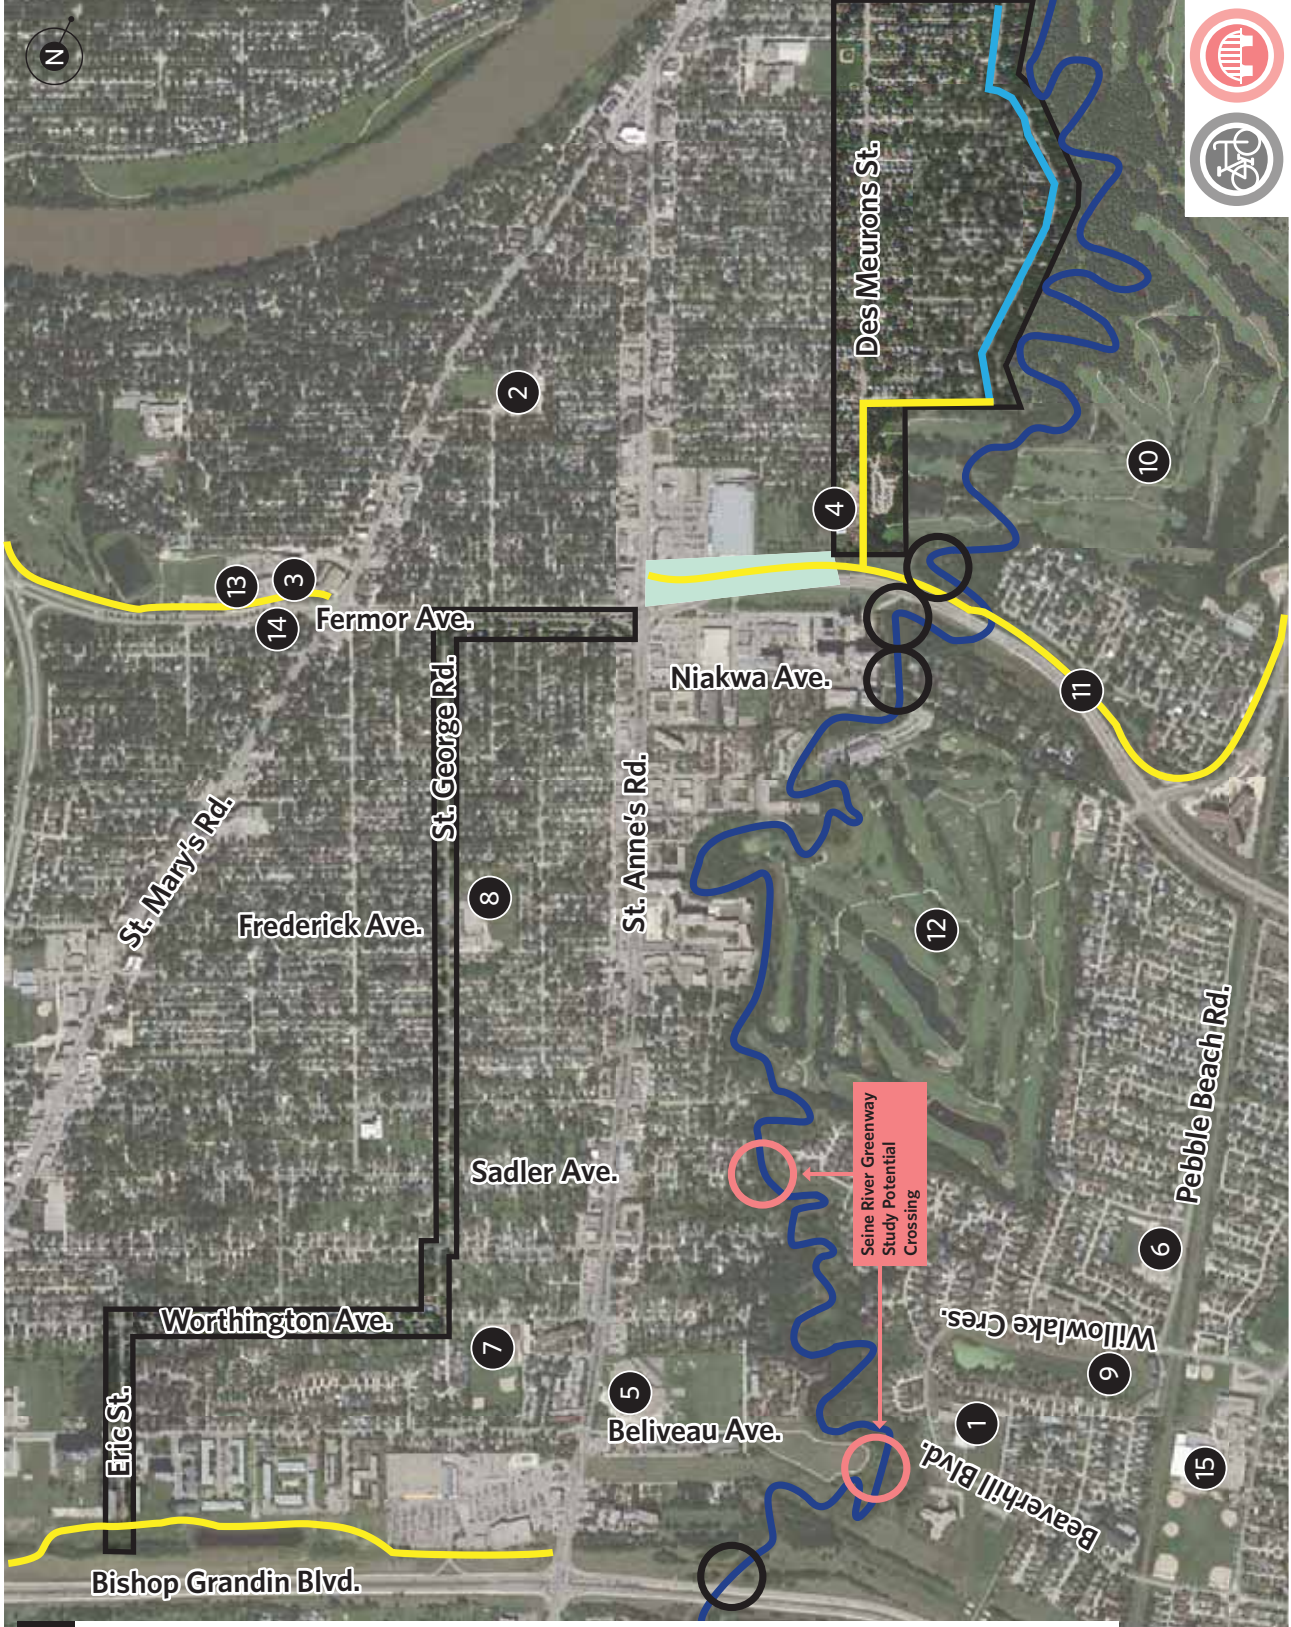 N
Des Meurons St.
2
10
4
13
3
14
Fermor Ave.
Niakwa Ave.
11
St. George Rd.
St. Mary's Rd.
St. Anne's Rd.
8
Frederick Ave.
12
Pebble Beach Rd.
Sadler Ave.
Seine River Greenway
Study Potential
Crossing
6
Worthington Ave.
Willowlake Cres.
7
9
5
Eric St.
Beliveau Ave.
1
Beaverhill Blvd.
15
Bishop Grandin Blvd.